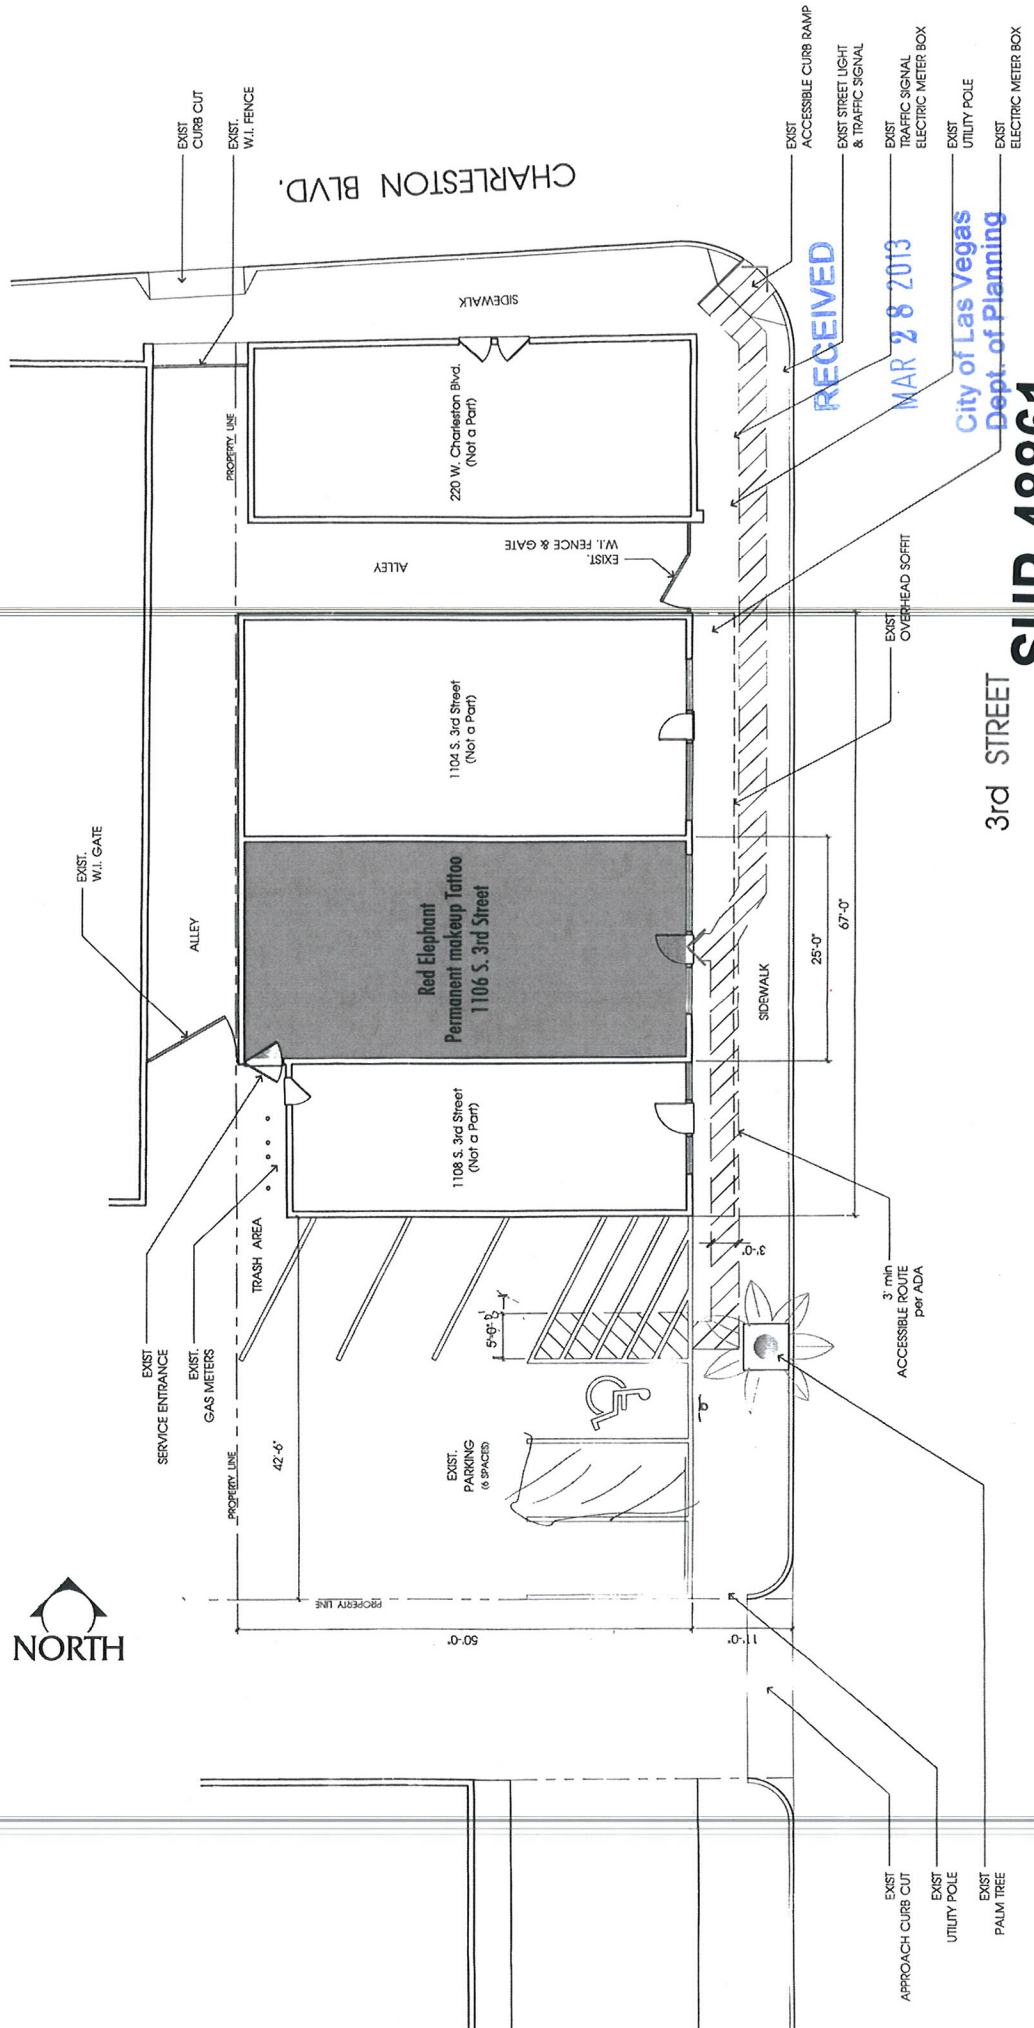 NORTH
EXIST
CURB CUT
EXIST.
W.I. FENCE
CHARLESTON BLVD.
SIDEWALK
PROPERTY LINE
220 W. Charleston Blvd.
(Not a Part)
ALLEY
EXIST.
W.I. FENCE & GATE
1104 S. 3rd Street
(Not a Part)
EXIST.
W.I. GATE
ALLEY
Red Elephant
Permanent makeup Tattoo
1106 S. 3rd Street
1108 S. 3rd Street
(Not a Part)
EXIST
SERVICE ENTRANCE
EXIST.
GAS METERS
TRASH AREA
PROPERTY LINE
42'-6"
EXIST.
PARKING
(6 SPACES)
5'-0"
PROPERTY LINE
50'-0"
11'-0"
3'-0"
SIDEWALK
25'-0"
67'-0"
3' min
ACCESSIBLE ROUTE
per ADA
EXIST
OVERHEAD SOFFIT
3rd STREET
EXIST
ACCESSIBLE CURB RAMP
EXIST STREET LIGHT
& TRAFFIC SIGNAL
EXIST
TRAFFIC SIGNAL
ELECTRIC METER BOX
EXIST
UTILITY POLE
EXIST
ELECTRIC METER BOX
RECEIVED
MAR 28 2013
City of Las Vegas
Dept. of Planning
EXIST
APPROACH CURB CUT
EXIST
UTILITY POLE
EXIST
PALM TREE